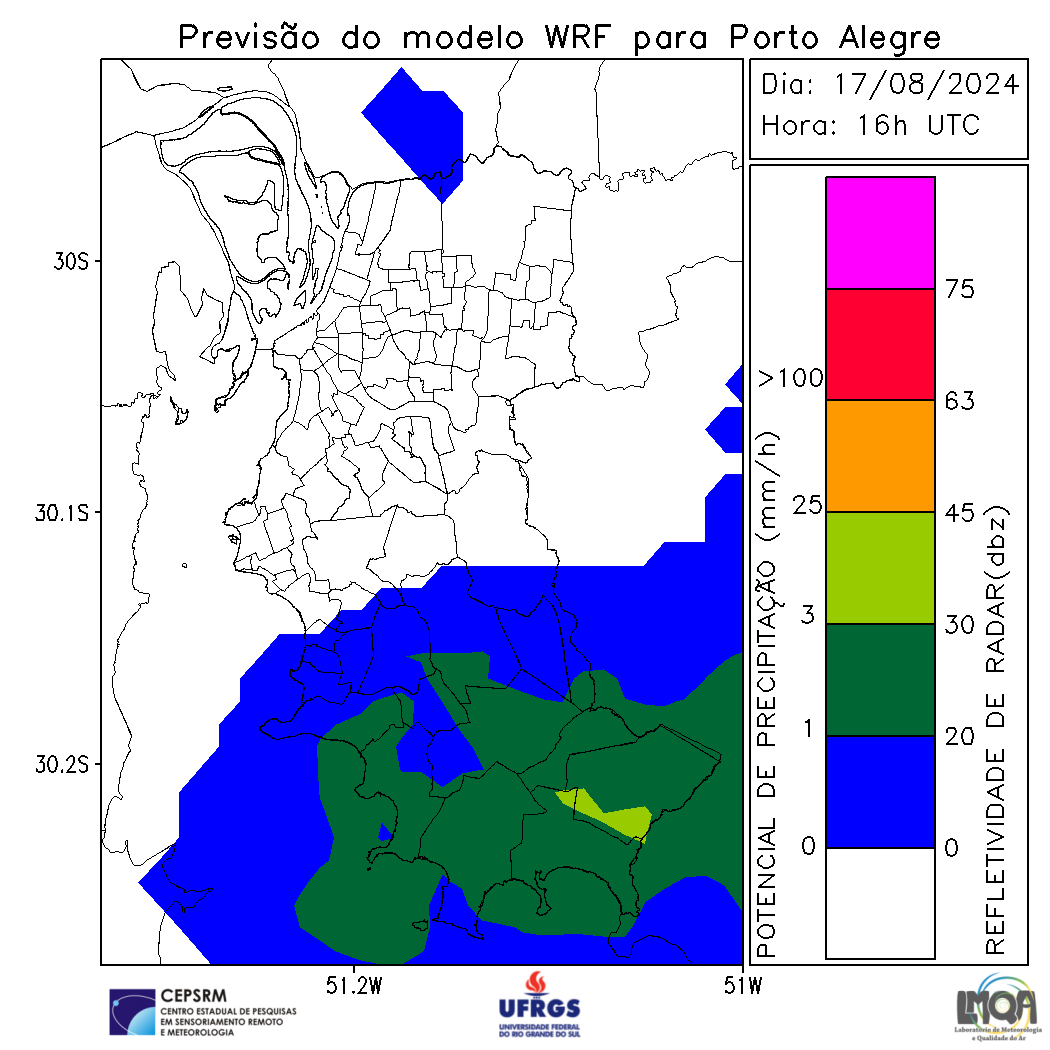 Previsão do modelo WRF para Porto Alegre
Dia: 17/08/2024
Hora: 16h UTC
30S
30.1S
30.2S
51.2W
51W
POTENCIAL DE PRECIPITAÇÃO (mm/h)
>100
25
3
1
0
75
63
45
30
20
0
REFLETIVIDADE DE RADAR(dbz)
CEPSRM
CENTRO ESTADUAL DE PESQUISAS
EM SENSORIAMENTO REMOTO
E METEOROLOGIA
UFRGS
UNIVERSIDADE FEDERAL
DO RIO GRANDE DO SUL
LMQA
Laboratório de Meteorologia
e Qualidade do Ar